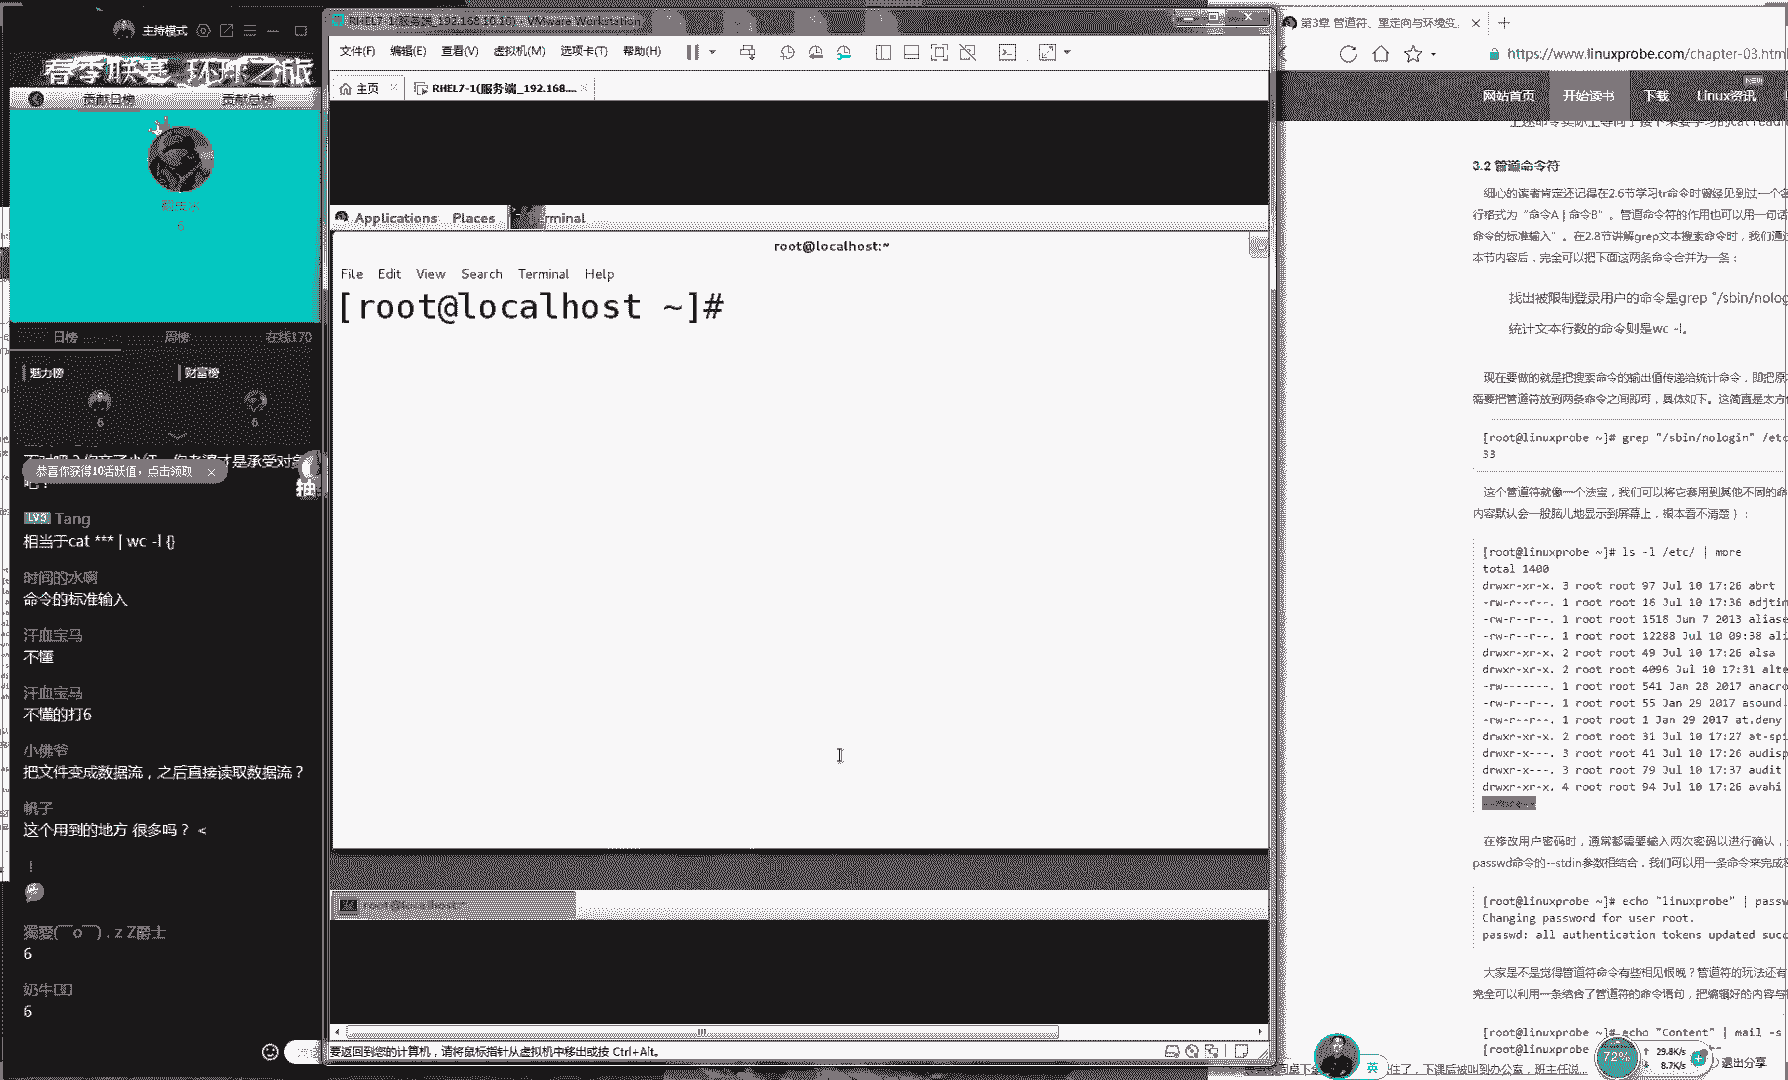 主持模式
春季联赛 环球之旅
贡献日榜 贡献总榜
日榜 周榜 在线170
魅力榜 财富榜
6 6
恭喜你获得10活跃值，点击领取
吧？
抽
LV3 Tang
相当于cat *** | wc -l {}
时间的水啊
命令的标准输入
汗血宝马
不懂
汗血宝马
不懂的打6
小佛爷
把文件变成数据流，之后直接读取数据流？
帆子
这个用到的地方 很多吗？ <
！
6
奶牛
6
VMware Workstation
文件(F) 编辑(E) 查看(V) 虚拟机(M) 选项卡(T) 帮助(H)
主页
RHEL7-1(服务端_192.168....
Applications Places
root@localhost:~
File Edit View Search Terminal Help
[root@localhost ~]#
root@localhost:~
要返回到您的计算机，请将鼠标指针从虚拟机中移出或按 Ctrl+Alt。
第3章 管道符、重定向与环境变
https://www.linuxprobe.com/chapter-03.html
网站首页 开始读书 下载 Linux资讯
NEW
3.2 管道命令符
细心的读者肯定还记得在2.6节学习tr命令时曾经见到过一个名
行格式为“命令A | 命令B”。管道命令符的作用也可以用一句话
命令的标准输入”。在2.8节讲解grep文本搜索命令时，我们通过
本节内容后，完全可以把下面这两条命令合并为一条：
找出被限制登录用户的命令是grep "/sbin/nolog
统计文本行数的命令则是wc -l。
现在要做的就是把搜索命令的输出值传递给统计命令，即把原本
需要把管道符放到两条命令之间即可，具体如下。这简直是太方便
[root@linuxprobe ~]# grep "/sbin/nologin" /etc
33
这个管道符就像一个法宝，我们可以将它套用到其他不同的命
内容默认会一股脑儿地显示到屏幕上，根本看不清楚）：
[root@linuxprobe ~]# ls -l /etc/ | more
total 1400
drwxr-xr-x. 3 root root 97 Jul 10 17:26 abrt
-rw-r--r--. 1 root root 16 Jul 10 17:36 adjtim
-rw-r--r--. 1 root root 1518 Jun 7 2013 aliase
-rw-r--r--. 1 root root 12288 Jul 10 09:38 ali
drwxr-xr-x. 2 root root 49 Jul 10 17:26 alsa
drwxr-xr-x. 2 root root 4096 Jul 10 17:31 alte
-rw-------. 1 root root 541 Jan 28 2017 anacro
-rw-r--r--. 1 root root 55 Jan 29 2017 asound.
-rw-r--r--. 1 root root 1 Jan 29 2017 at.deny
drwxr-xr-x. 2 root root 31 Jul 10 17:27 at-spi
drwxr-x---. 3 root root 41 Jul 10 17:26 audisp
drwxr-x---. 3 root root 79 Jul 10 17:37 audit
drwxr-xr-x. 4 root root 94 Jul 10 17:26 avahi
--More--
在修改用户密码时，通常都需要输入两次密码以进行确认，
passwd命令的--stdin参数相结合，我们可以用一条命令来完成
[root@linuxprobe ~]# echo "linuxprobe" | passw
Changing password for user root.
passwd: all authentication tokens updated succ
大家是不是觉得管道符命令有些相见恨晚？管道符的玩法还有
完全可以利用一条结合了管道符的命令语句，把编辑好的内容与
[root@linuxprobe ~]# echo "Content" | mail -s
[root@linuxprobe
72%
29.8K/s
8.7K/s
退出分享
英
住了，下课后被叫到办公室，班主任说...